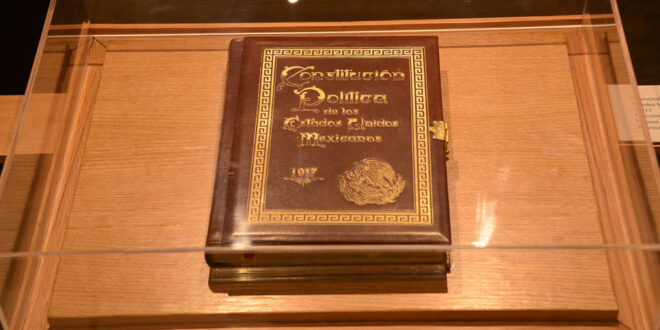 Constitución
Política
de los
Estados Unidos
Mexicanos
1917